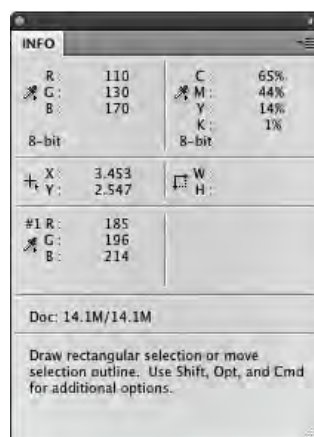 INFO
R : 110 C : 65%
G : 130 M : 44%
B : 170 Y : 14%
K : 1%
8-bit 8-bit
X : 3.453 W :
Y : 2.547 H :
#1 R : 185
G : 196
B : 214
Doc: 14.1M/14.1M
Draw rectangular selection or move
selection outline. Use Shift, Opt, and Cmd
for additional options.